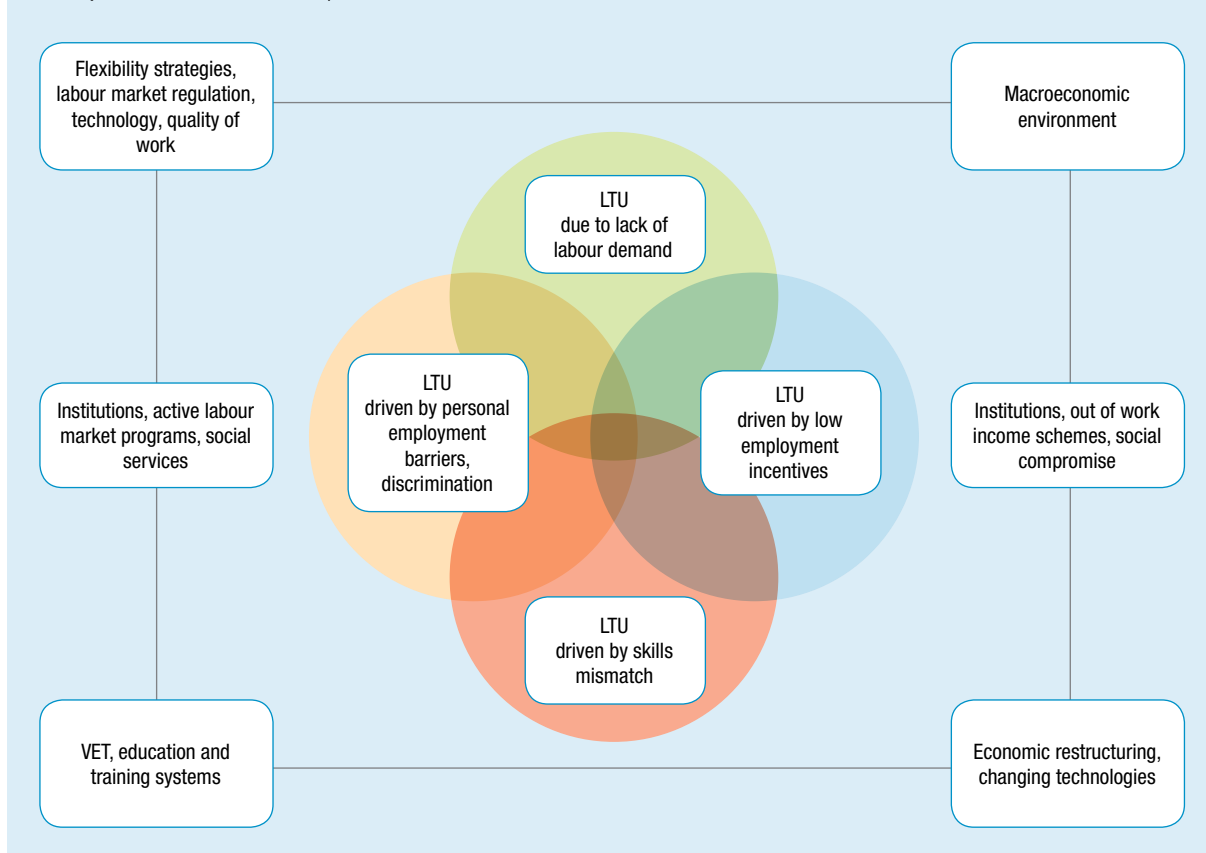 Flexibility strategies,
labour market regulation,
technology, quality of
work
Macroeconomic
environment
LTU
due to lack of
labour demand
LTU
driven by personal
employment
barriers,
discrimination
LTU
driven by low
employment
incentives
Institutions, active labour
market programs, social
services
Institutions, out of work
income schemes, social
compromise
LTU
driven by skills
mismatch
VET, education and
training systems
Economic restructuring,
changing technologies